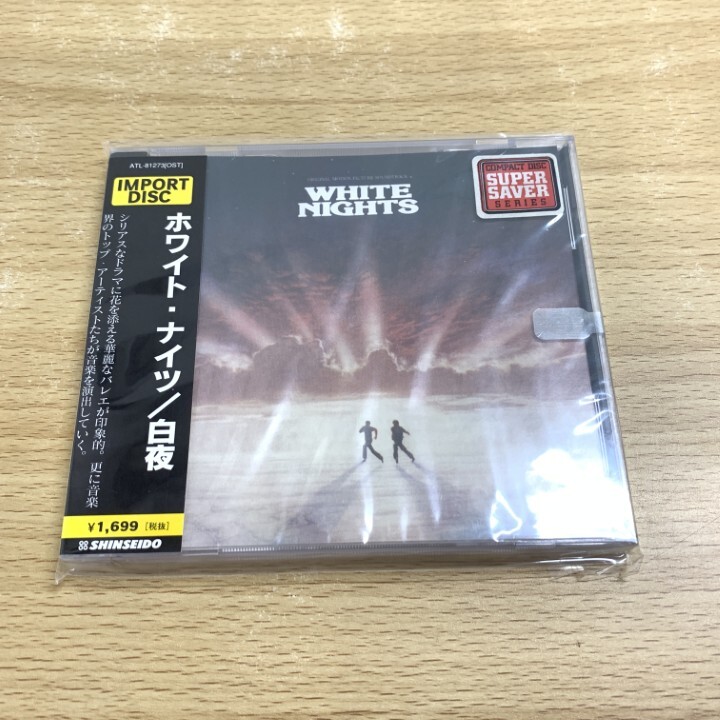 ATL-81273[OST]
IMPORT
DISC
ホワイト・ナイツ/白夜
シリアスなドラマに花を添える華麗なバレエが印象的。更に音楽
界のトップ・アーティストたちが音楽を演出していく。
¥1,699 [税抜]
SHINSEIDO
ORIGINAL MOTION PICTURE SOUNDTRACK
WHITE
NIGHTS
COMPACT DISC
SUPER
SAVER
SERIES